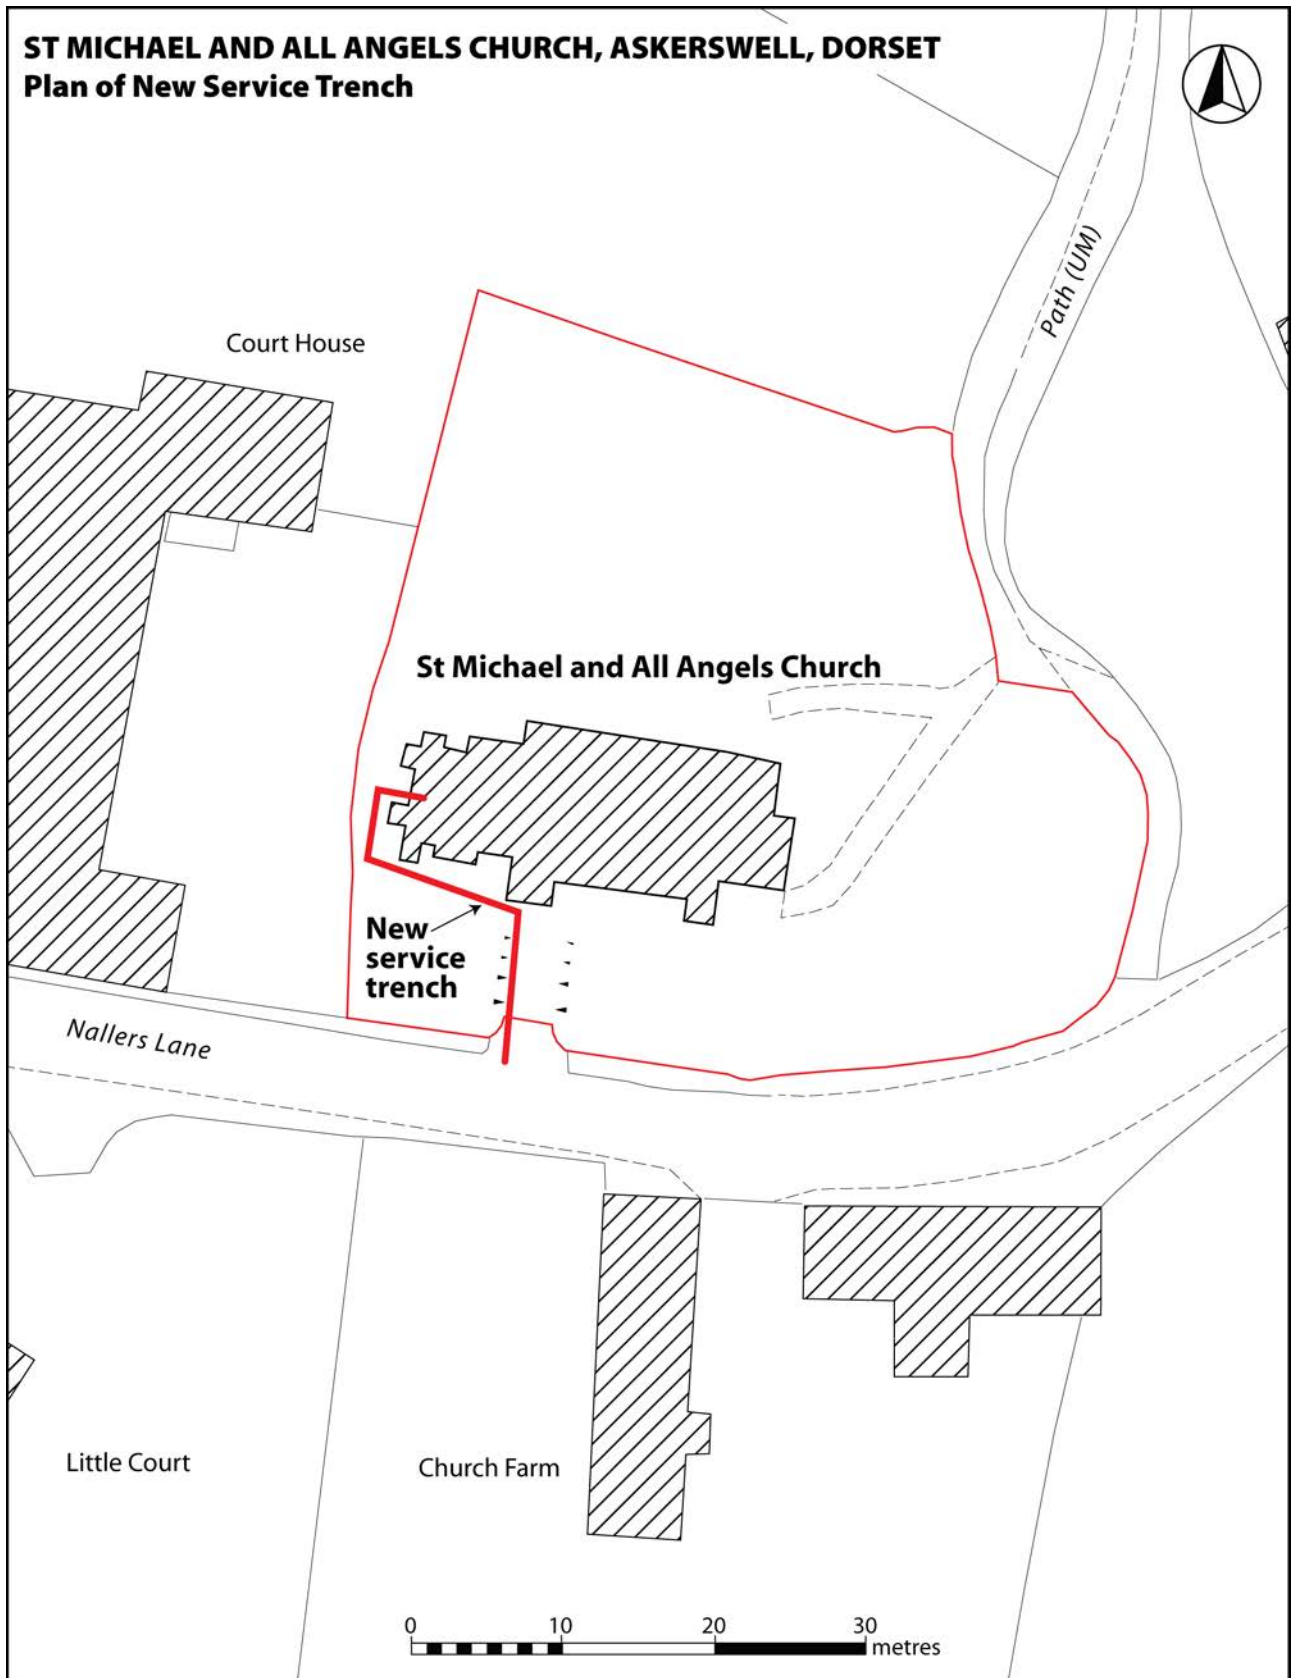 ST MICHAEL AND ALL ANGELS CHURCH, ASKERSWELL, DORSET
Plan of New Service Trench
Path (UM)
Court House
St Michael and All Angels Church
New
service
trench
Nallers Lane
Little Court
Church Farm
0 10 20 30
metres